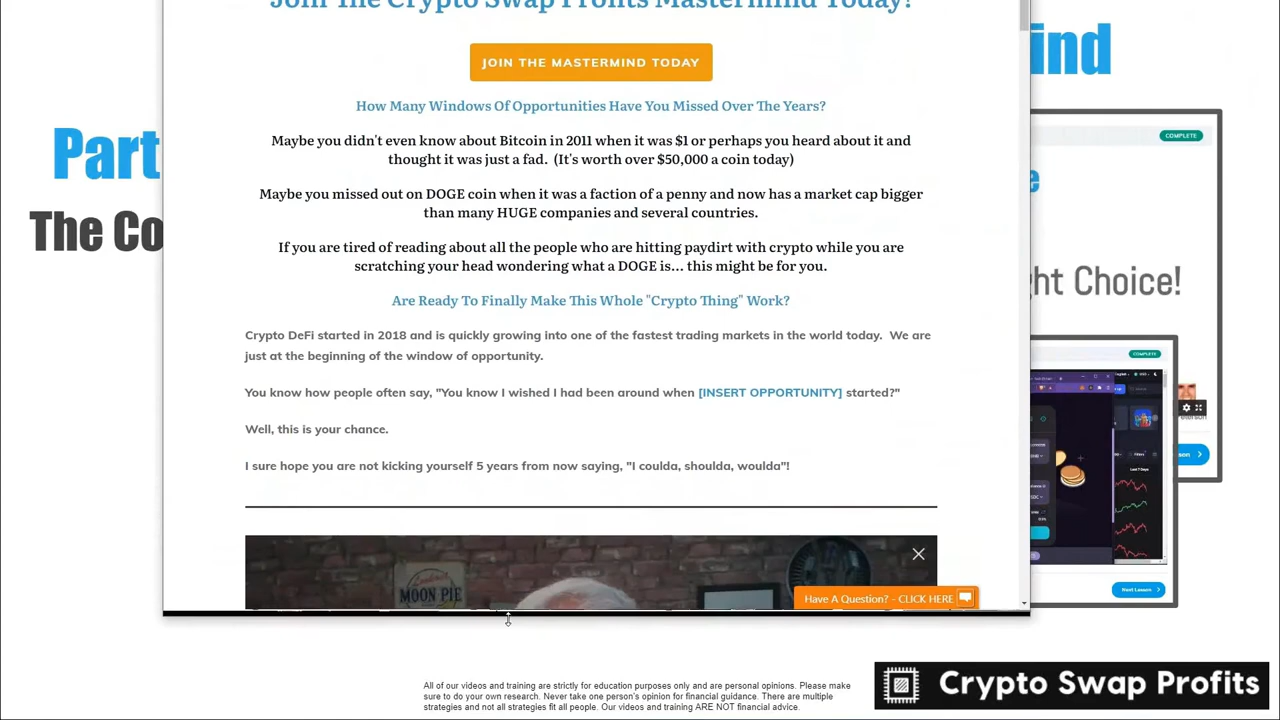 Join The Crypto Swap Profits Mastermind Today!
ind
JOIN THE MASTERMIND TODAY
How Many Windows Of Opportunities Have You Missed Over The Years?
Maybe you didn't even know about Bitcoin in 2011 when it was $1 or perhaps you heard about it and
thought it was just a fad. (It's worth over $50,000 a coin today)
Maybe you missed out on DOGE coin when it was a faction of a penny and now has a market cap bigger
than many HUGE companies and several countries.
If you are tired of reading about all the people who are hitting paydirt with crypto while you are
scratching your head wondering what a DOGE is... this might be for you.
Are Ready To Finally Make This Whole "Crypto Thing" Work?
Crypto DeFi started in 2018 and is quickly growing into one of the fastest trading markets in the world today. We are
just at the beginning of the window of opportunity.
You know how people often say, "You know I wished I had been around when [INSERT OPPORTUNITY] started?"
Well, this is your chance.
I sure hope you are not kicking yourself 5 years from now saying, "I coulda, shoulda, woulda"!
MOON PIE
Have A Question? - CLICK HERE
Part
The Co
COMPLETE
e
ght Choice!
COMPLETE
Next Lesson
All of our videos and training are strictly for education purposes only and are personal opinions. Please make
sure to do your own research. Never take one person's opinion for financial guidance. There are multiple
strategies and not all strategies fit all people. Our videos and training ARE NOT financial advice.
Crypto Swap Profits